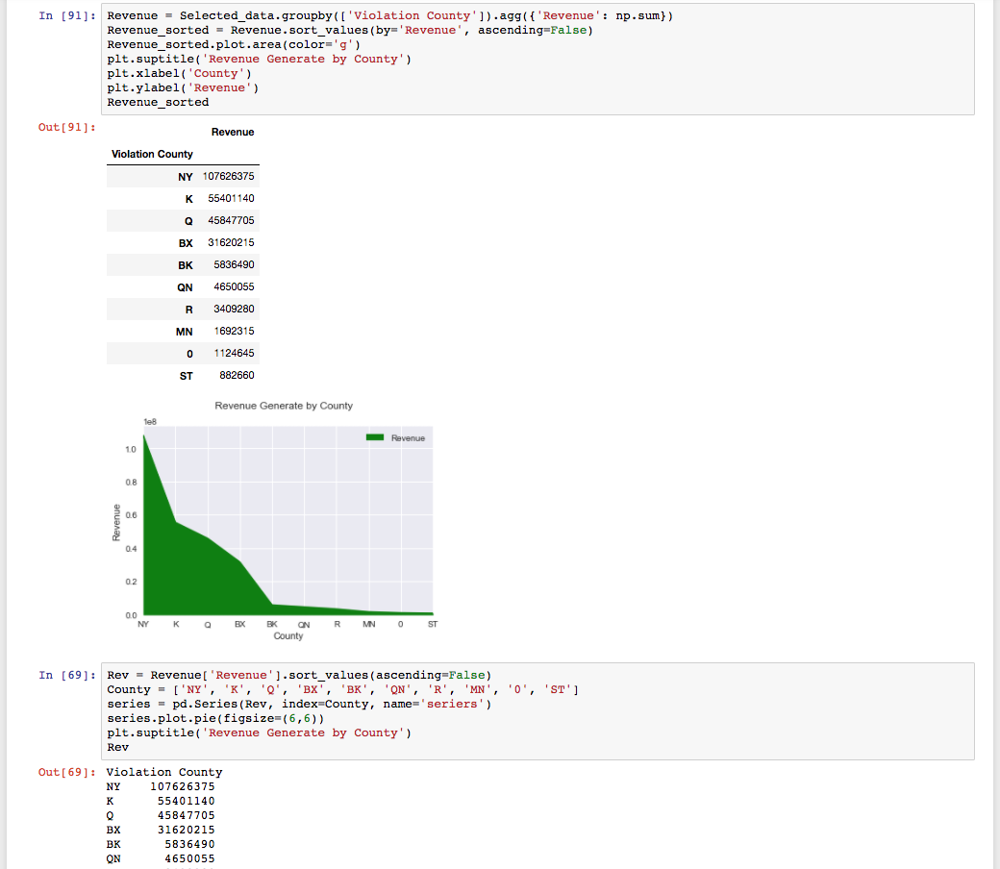 In [91]: Revenue = Selected_data.groupby(['Violation County']).agg({'Revenue': np.sum})
Revenue_sorted = Revenue.sort_values(by='Revenue', ascending=False)
Revenue_sorted.plot.area(color='g')
plt.suptitle('Revenue Generate by County')
plt.xlabel('County')
plt.ylabel('Revenue')
Revenue_sorted
Out[91]:
Revenue
Violation County
NY 107626375
K 55401140
Q 45847705
BX 31620215
BK 5836490
QN 4650055
R 3409280
MN 1692315
0 1124645
ST 882660
Revenue Generate by County
1e8
Revenue
1.0
0.8
0.6
0.4
0.2
0.0
Revenue
NY K Q BX BK QN R MN 0 ST
County
In [69]: Rev = Revenue['Revenue'].sort_values(ascending=False)
County = ['NY', 'K', 'Q', 'BX', 'BK', 'QN', 'R', 'MN', '0', 'ST']
series = pd.Series(Rev, index=County, name='seriers')
series.plot.pie(figsize=(6,6))
plt.suptitle('Revenue Generate by County')
Rev
Out[69]: Violation County
NY 107626375
K 55401140
Q 45847705
BX 31620215
BK 5836490
QN 4650055